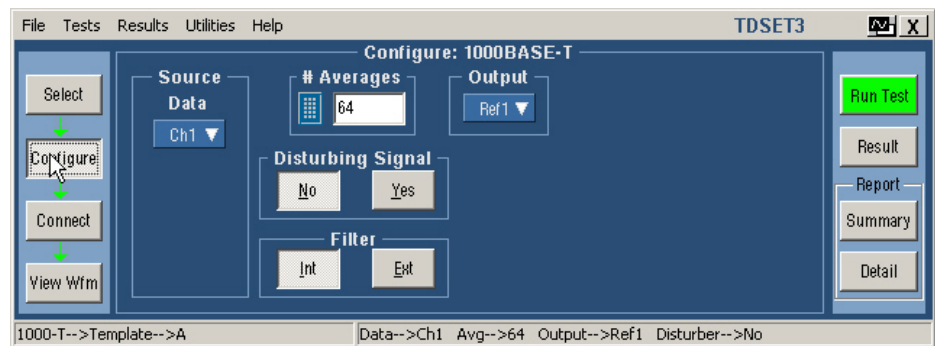 File Tests Results Utilities Help TDSET3 X
Configure: 1000BASE-T
Source
Data
Ch1
# Averages
64
Output
Ref1
Disturbing Signal
No Yes
Filter
Int Ext
Select
Configure
Connect
View Wfm
Run Test
Result
Report
Summary
Detail
1000-T-->Template-->A
Data-->Ch1 Avg-->64 Output-->Ref1 Disturber-->No